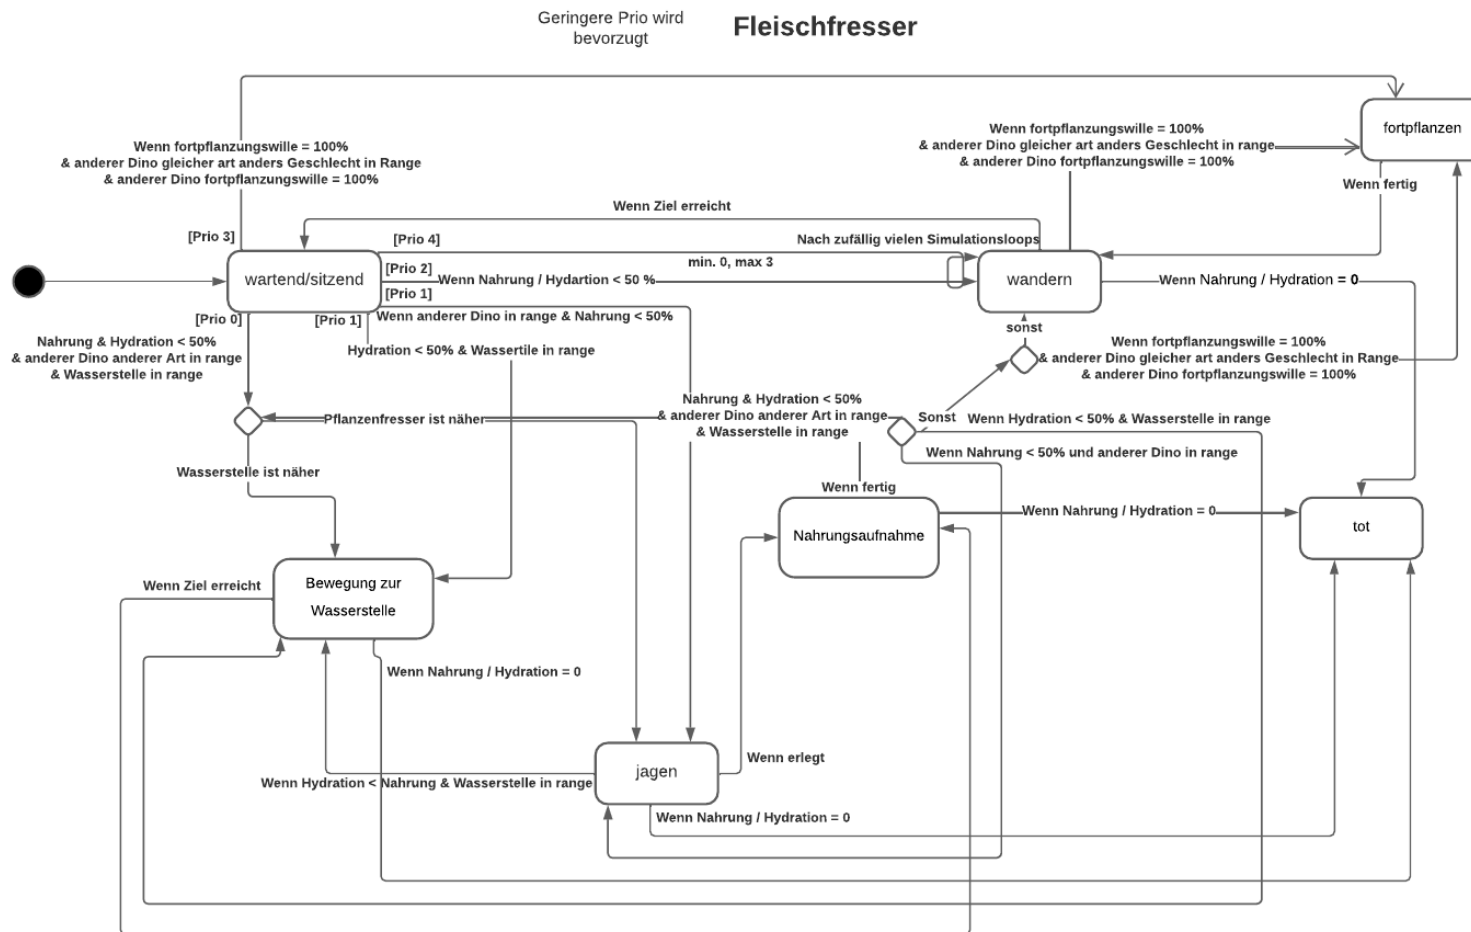 Geringere Prio wird
bevorzugt
Fleischfresser
Wenn fortpflanzungswille = 100%
& anderer Dino gleicher art anders Geschlecht in Range
& anderer Dino fortpflanzungswille = 100%
Wenn fortpflanzungswille = 100%
& anderer Dino gleicher art anders Geschlecht in range
& anderer Dino fortpflanzungswille = 100%
fortpflanzen
Wenn fertig
Wenn Ziel erreicht
[Prio 3]
[Prio 4]
Nach zufällig vielen Simulationsloops
min. 0, max 3
wartend/sitzend
[Prio 2]
Wenn Nahrung / Hydartion < 50 %
wandern
Wenn Nahrung / Hydration = 0
[Prio 1]
Wenn anderer Dino in range & Nahrung < 50%
[Prio 0]
[Prio 1]
sonst
Nahrung & Hydration < 50%
& anderer Dino anderer Art in range
& Wasserstelle in range
Hydration < 50% & Wassertile in range
Wenn fortpflanzungswille = 100%
& anderer Dino gleicher art anders Geschlecht in Range
& anderer Dino fortpflanzungswille = 100%
Pflanzenfresser ist näher
Nahrung & Hydration < 50%
& anderer Dino anderer Art in range
& Wasserstelle in range
Sonst
Wenn Hydration < 50% & Wasserstelle in range
Wenn Nahrung < 50% und anderer Dino in range
Wasserstelle ist näher
Wenn fertig
Nahrungsaufnahme
Wenn Nahrung / Hydration = 0
tot
Wenn Ziel erreicht
Bewegung zur
Wasserstelle
Wenn Nahrung / Hydration = 0
jagen
Wenn erlegt
Wenn Hydration < Nahrung & Wasserstelle in range
Wenn Nahrung / Hydration = 0